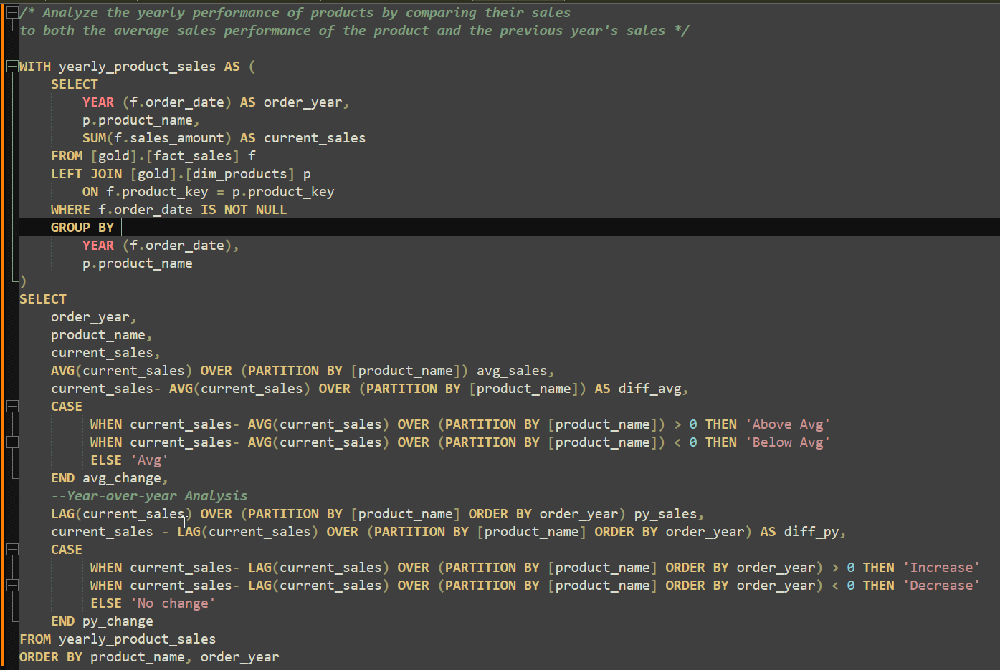 /* Analyze the yearly performance of products by comparing their sales
to both the average sales performance of the product and the previous year's sales */
WITH yearly_product_sales AS (
SELECT
YEAR (f.order_date) AS order_year,
p.product_name,
SUM(f.sales_amount) AS current_sales
FROM [gold].[fact_sales] f
LEFT JOIN [gold].[dim_products] p
ON f.product_key = p.product_key
WHERE f.order_date IS NOT NULL
GROUP BY
YEAR (f.order_date),
p.product_name
)
SELECT
order_year,
product_name,
current_sales,
AVG(current_sales) OVER (PARTITION BY [product_name]) avg_sales,
current_sales- AVG(current_sales) OVER (PARTITION BY [product_name]) AS diff_avg,
CASE
WHEN current_sales- AVG(current_sales) OVER (PARTITION BY [product_name]) > 0 THEN 'Above Avg'
WHEN current_sales- AVG(current_sales) OVER (PARTITION BY [product_name]) < 0 THEN 'Below Avg'
ELSE 'Avg'
END avg_change,
--Year-over-year Analysis
LAG(current_sales) OVER (PARTITION BY [product_name] ORDER BY order_year) py_sales,
current_sales - LAG(current_sales) OVER (PARTITION BY [product_name] ORDER BY order_year) AS diff_py,
CASE
WHEN current_sales- LAG(current_sales) OVER (PARTITION BY [product_name] ORDER BY order_year) > 0 THEN 'Increase'
WHEN current_sales- LAG(current_sales) OVER (PARTITION BY [product_name] ORDER BY order_year) < 0 THEN 'Decrease'
ELSE 'No change'
END py_change
FROM yearly_product_sales
ORDER BY product_name, order_year